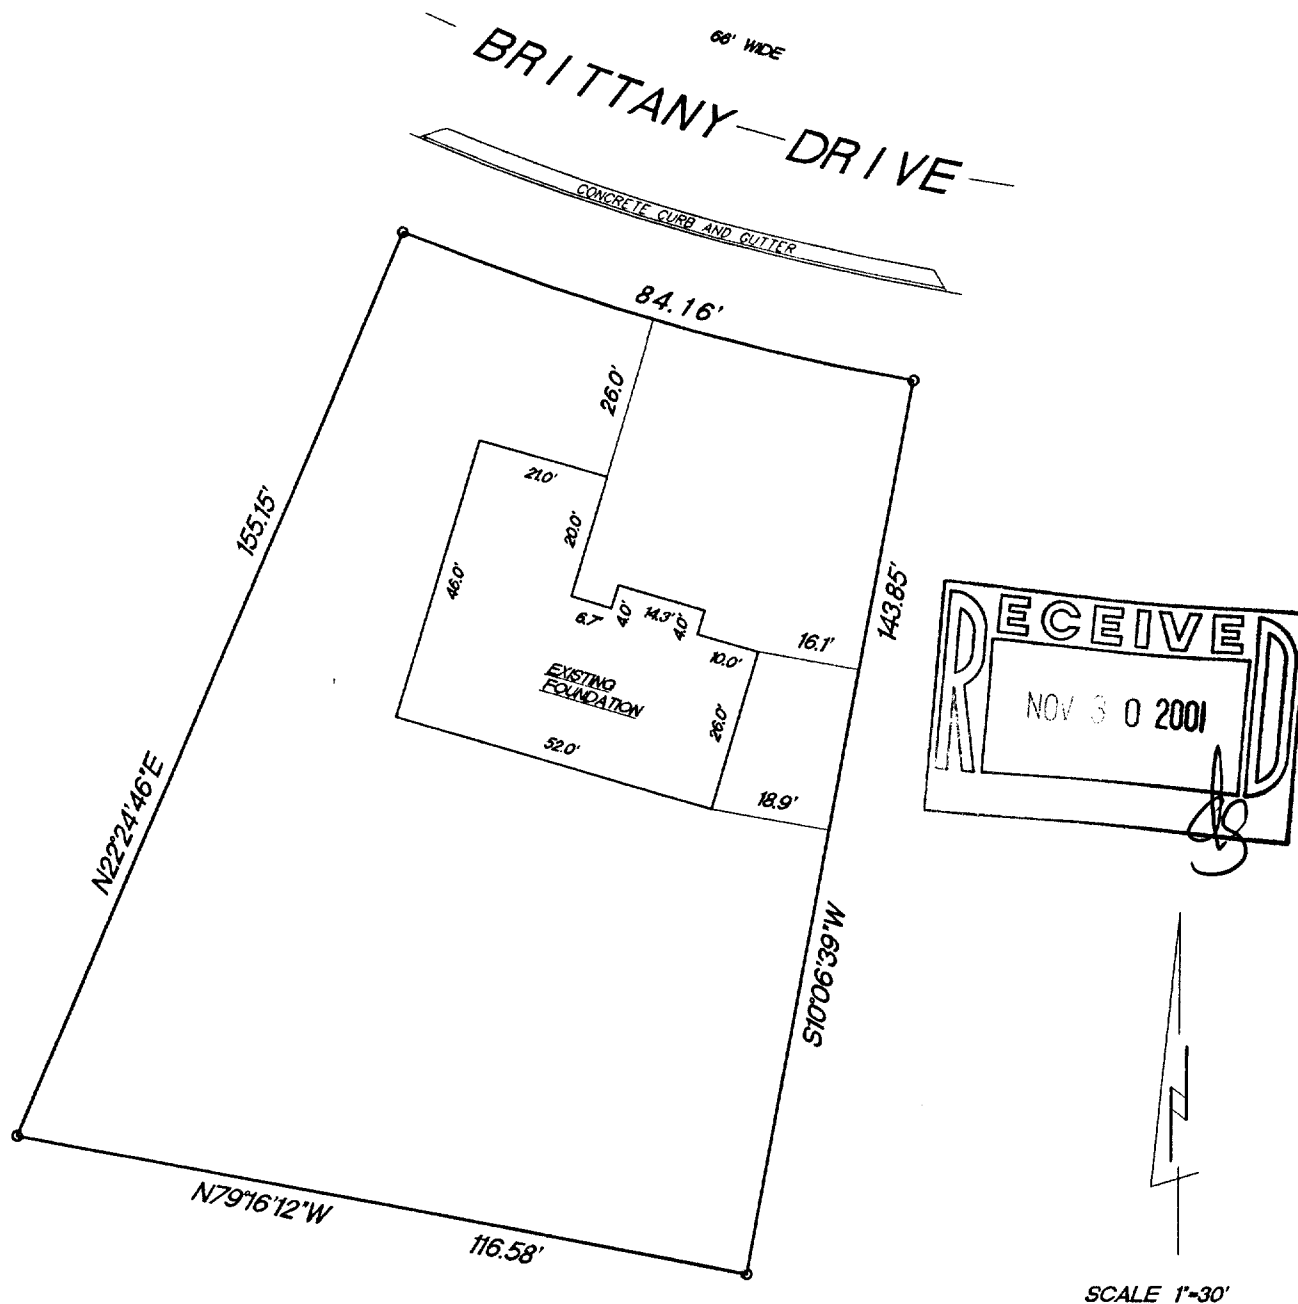 66' WIDE
BRITTANY DRIVE
CONCRETE CURB AND GUTTER
84.16'
26.0'
21.0'
155.15'
20.0'
46.0'
6.7'
4.0'
14.3'
4.0'
10.0'
16.1'
143.85'
RECEIVED
NOV 30 2001
EXISTING
FOUNDATION
26.0'
52.0'
18.9'
N22°24'46"E
S10°06'39"W
N79°16'12"W
116.58'
SCALE 1"=30'